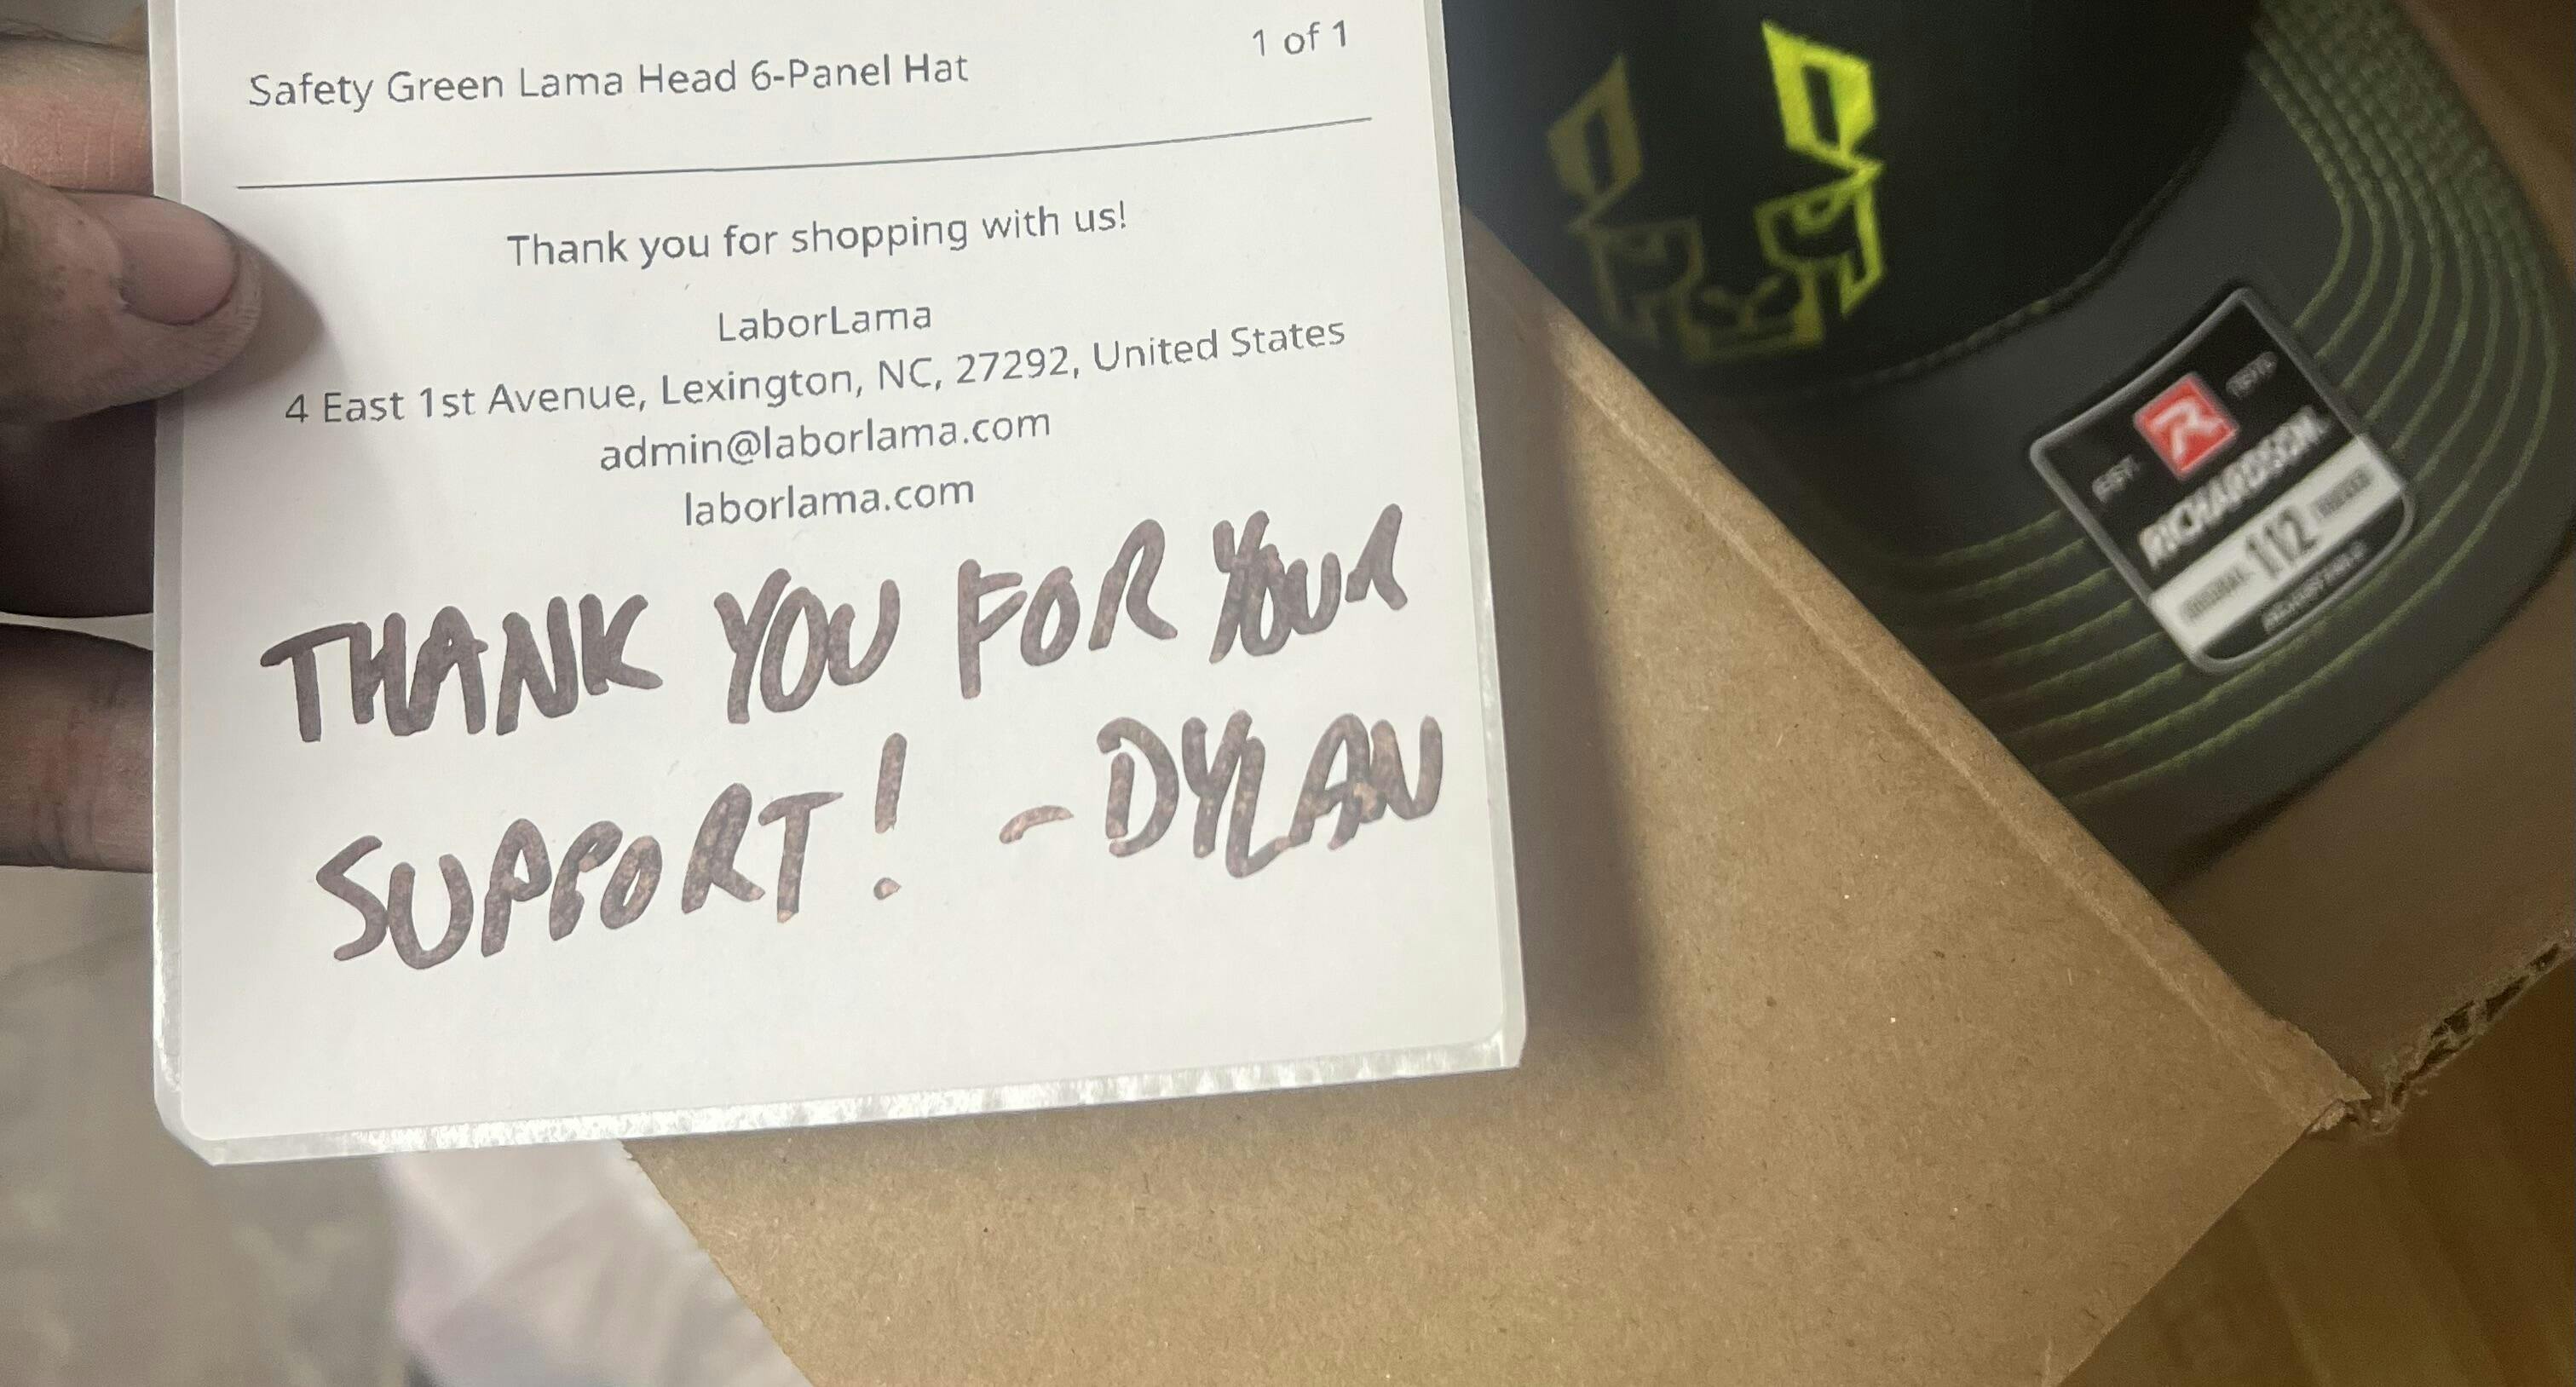 Safety Green Lama Head 6-Panel Hat 1 of 1
Thank you for shopping with us!
LaborLama
4 East 1st Avenue, Lexington, NC, 27292, United States
admin@laborlama.com
laborlama.com
THANK YOU FOR YOUR
SUPPORT! - DYLAN
EST. R
RICHARDSON
112